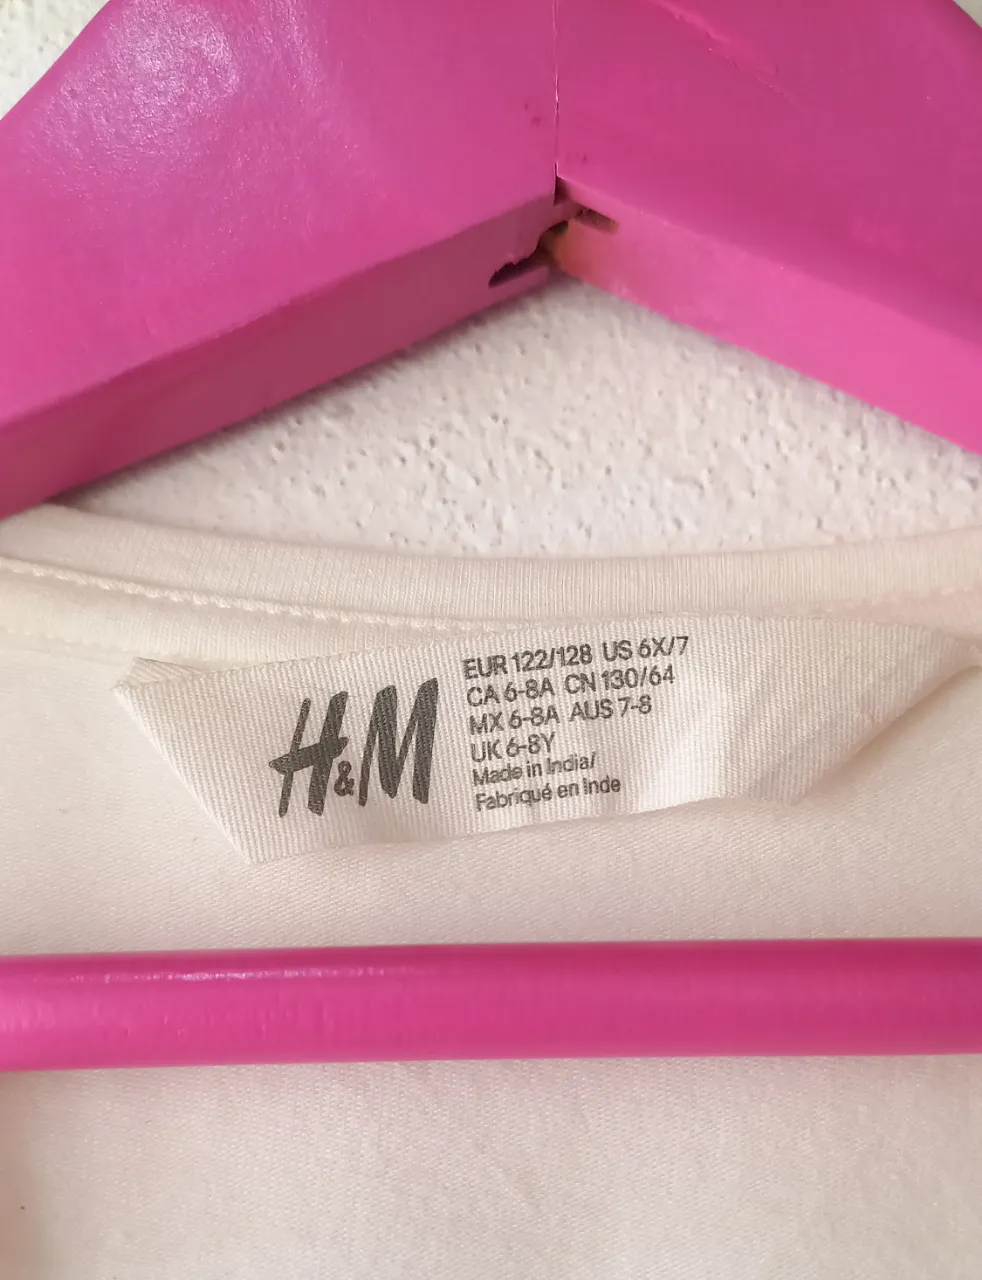 H&M
EUR 122/128 US 6X/7
CA 6-8A CN 130/64
MX 6-8A AUS 7-8
UK 6-8Y
Made in India/
Fabriqué en Inde